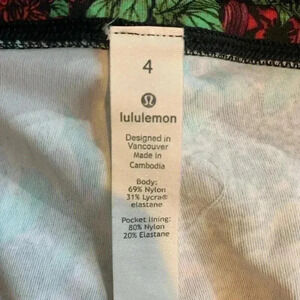 4
lululemon
Designed in
Vancouver
Made in
Cambodia
Body:
69% Nylon
31% Lycra®
elastane
Pocket lining:
80% Nylon
20% Elastane